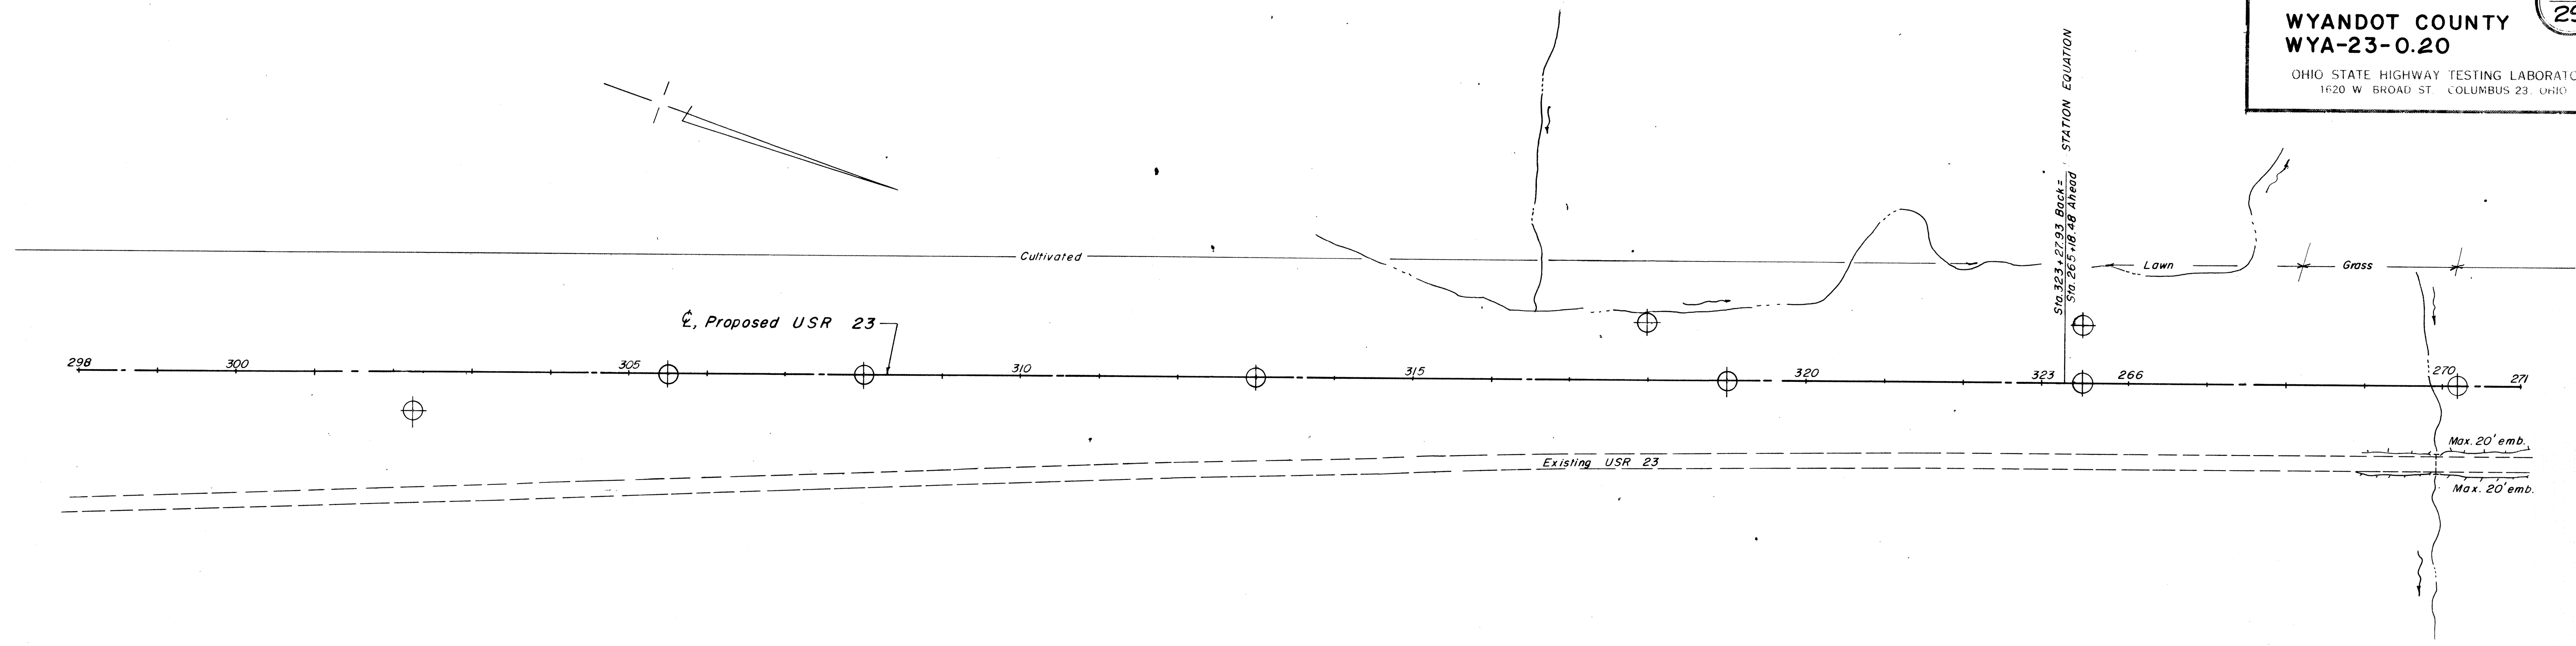 WYANDOT COUNTY
WYA-23-0.20
OHIO STATE HIGHWAY TESTING
1620 W. BROAD ST. COLUMBUS 23, OHIO
STATION EQUATION
Sta. 323+27.93 Back=
Sta. 265+18.48 Ahead
Cultivated
Lawn
Grass
℄, Proposed USR 23
298 300 305 310 315 320 323 266 270 271
Existing USR 23
Max. 20' emb.
Max. 20' emb.